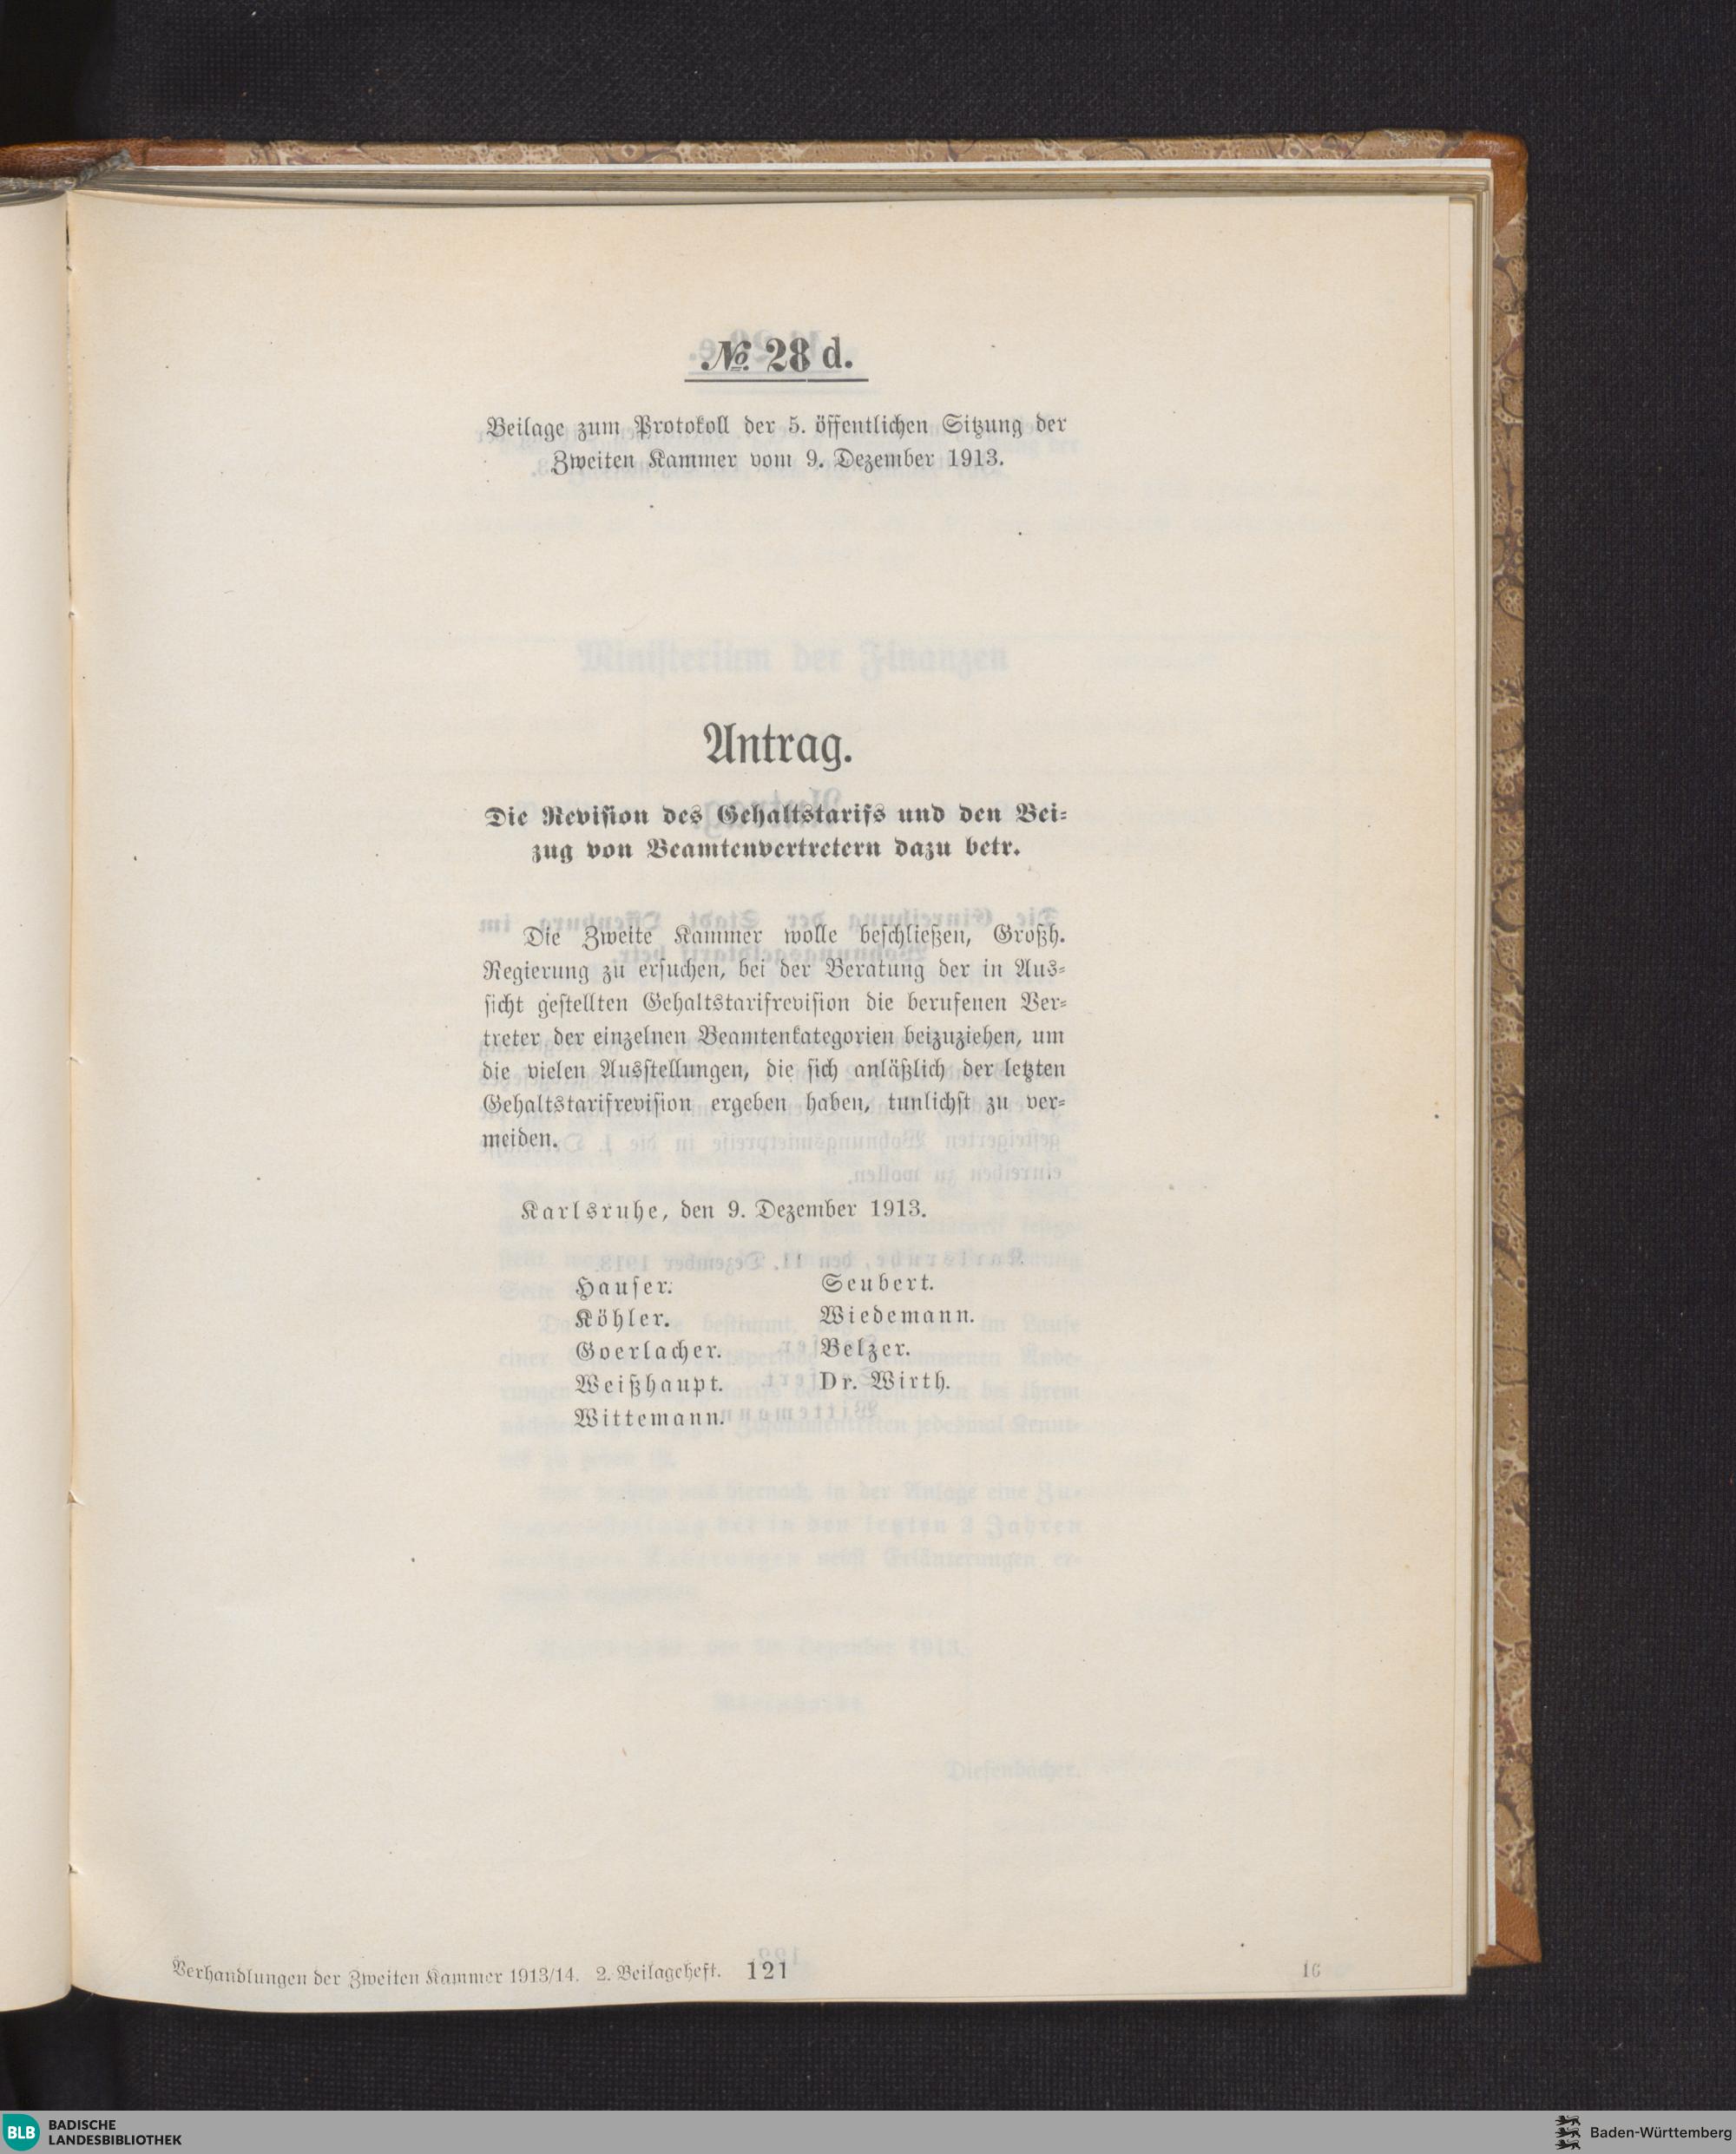 № 28 d.
Beilage zum Protokoll der 5. öffentlichen Sitzung der
Zweiten Kammer vom 9. Dezember 1913.
Antrag.
Die Revision des Gehaltstarifs und den Bei-
zug von Beamtenvertretern dazu betr.
Die Zweite Kammer wolle beschließen, Großh.
Regierung zu ersuchen, bei der Beratung der in Aus-
sicht gestellten Gehaltstarifrevision die berufenen Ver-
treter der einzelnen Beamtenkategorien beizuziehen, um
die vielen Ausstellungen, die sich anläßlich der letzten
Gehaltstarifrevision ergeben haben, tunlichst zu ver-
meiden.
Karlsruhe, den 9. Dezember 1913.
Hauser.
Köhler.
Goerlacher.
Weißhaupt.
Wittemann.
Seubert.
Wiedemann.
Belzer.
Dr. Wirth.
Verhandlungen der Zweiten Kammer 1913/14. 2. Beilageheft. 121
16
BLB BADISCHE
LANDESBIBLIOTHEK
Baden-Württemberg